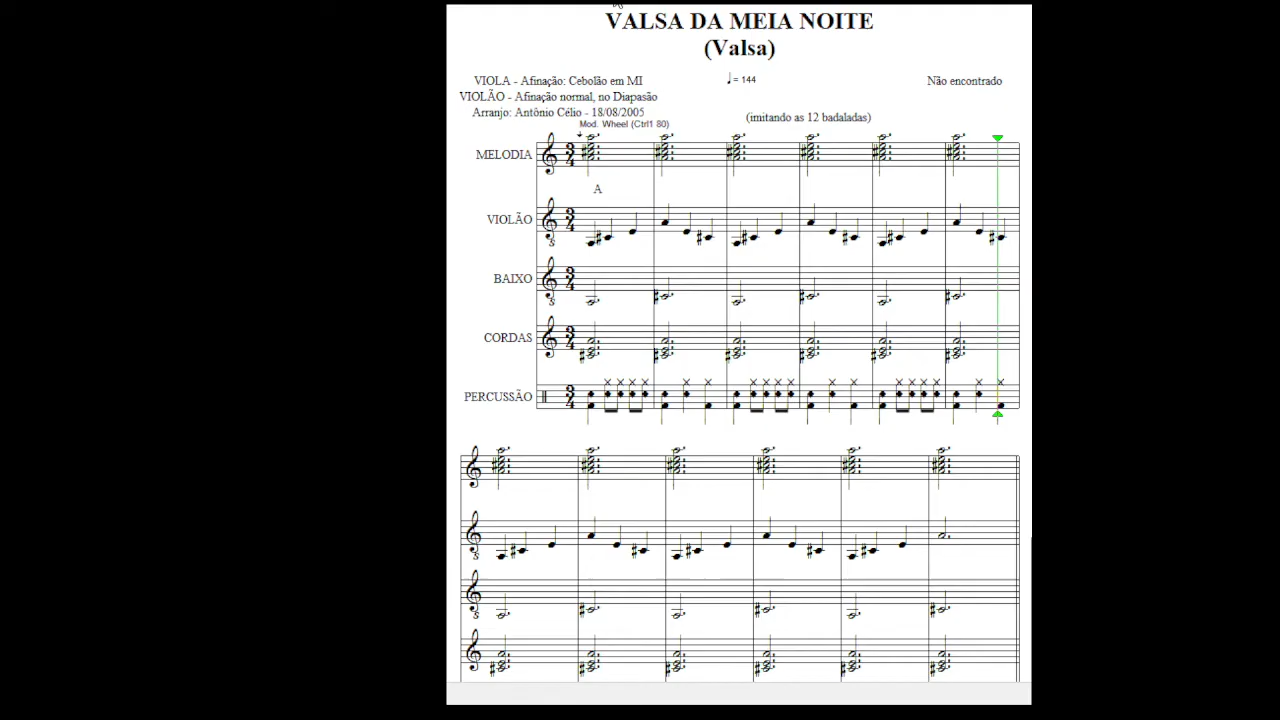 VALSA DA MEIA NOITE
(Valsa)
VIOLA - Afinação: Cebolão em MI
♩= 144
Não encontrado
VIOLÃO - Afinação normal, no Diapasão
Arranjo: Antônio Célio - 18/08/2005
(imitando as 12 badaladas)
Mod. Wheel (Ctrl1 80)
MELODIA
A
VIOLÃO
BAIXO
CORDAS
PERCUSSÃO